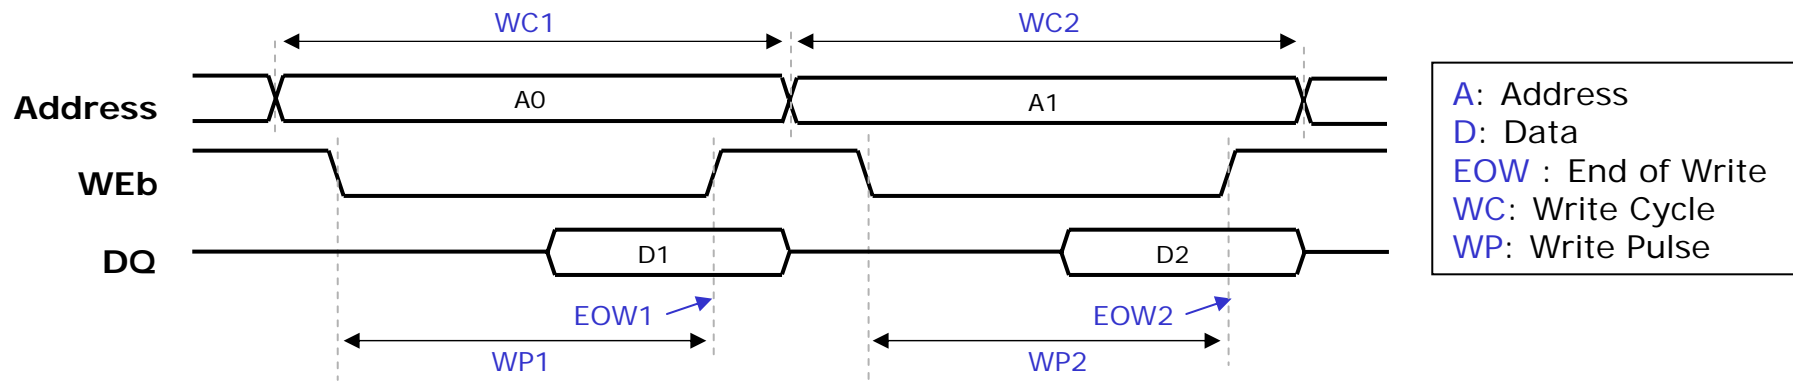 WC1
WC2
Address
A0
A1
WEb
DQ
D1
D2
EOW1
EOW2
WP1
WP2
A: Address
D: Data
EOW : End of Write
WC: Write Cycle
WP: Write Pulse